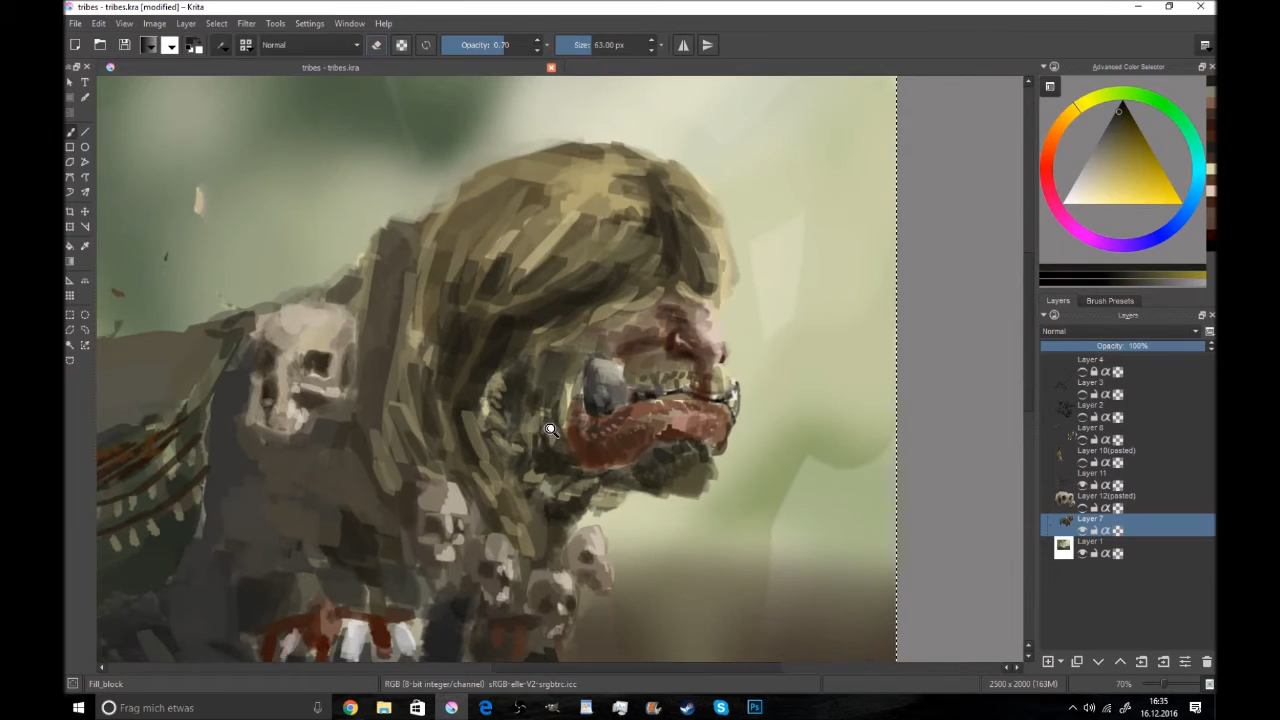 tribes - tribes.kra [modified] - Krita
File Edit View Image Layer Select Filter Tools Settings Window Help
Normal Opacity: 0.70 Size: 63.00 px
tribes - tribes.kra
Advanced Color Selector
Layers Brush Presets
Layers
Normal
Opacity: 100%
Layer 4
Layer 3
Layer 2
Layer 8
Layer 10(pasted)
Layer 11
Layer 12(pasted)
Layer 7
Layer 1
Fill_block RGB (8-bit integer/channel) sRGB-elle-V2-srgbtrc.icc 2500 x 2000 (163M) 70%
Frag mich etwas
16:35
16.12.2016